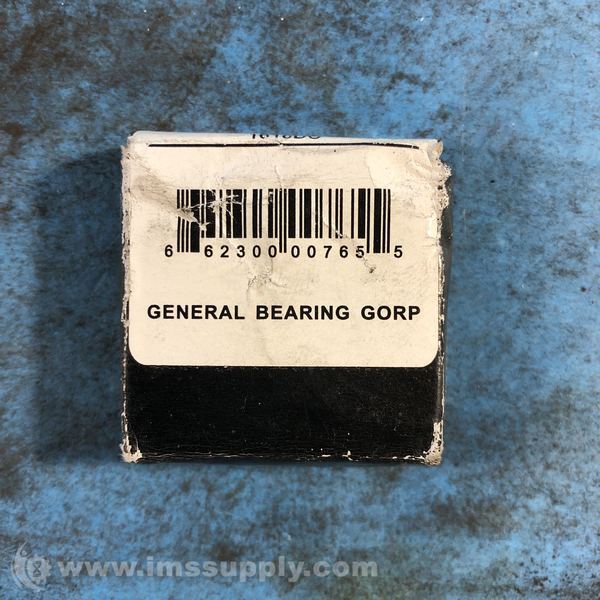 6 62300 00765 5
GENERAL BEARING GORP
www.imssupply.com